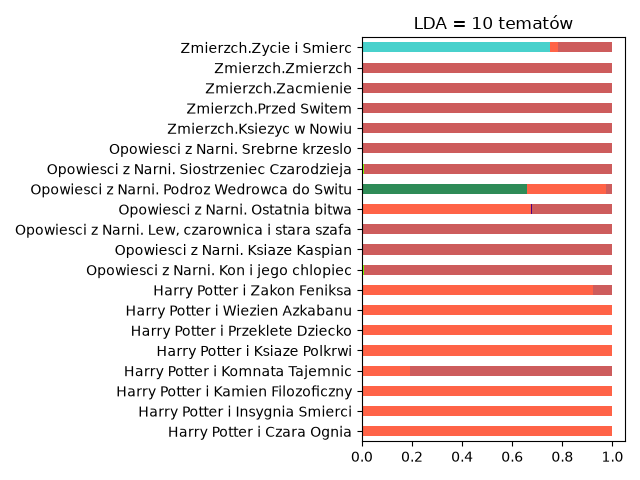 LDA = 10 tematów
Zmierzch.Zycie i Smierc
Zmierzch.Zmierzch
Zmierzch.Zacmienie
Zmierzch.Przed Switem
Zmierzch.Ksiezyc w Nowiu
Opowiesci z Narni. Srebrne krzeslo
Opowiesci z Narni. Siostrzeniec Czarodzieja
Opowiesci z Narni. Podroz Wedrowca do Switu
Opowiesci z Narni. Ostatnia bitwa
Opowiesci z Narni. Lew, czarownica i stara szafa
Opowiesci z Narni. Ksiaze Kaspian
Opowiesci z Narni. Kon i jego chlopiec
Harry Potter i Zakon Feniksa
Harry Potter i Wiezien Azkabanu
Harry Potter i Przeklete Dziecko
Harry Potter i Ksiaze Polkrwi
Harry Potter i Komnata Tajemnic
Harry Potter i Kamien Filozoficzny
Harry Potter i Insygnia Smierci
Harry Potter i Czara Ognia
0.0 0.2 0.4 0.6 0.8 1.0